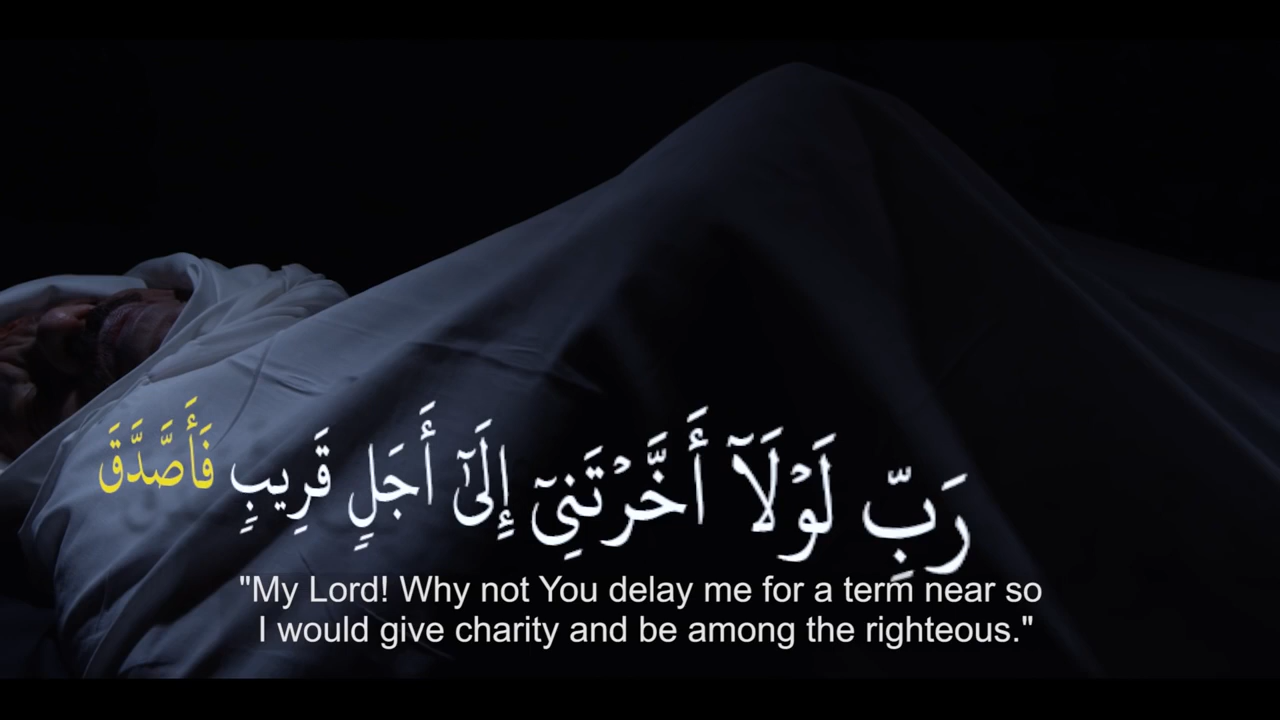 رَبِّ لَوْلَآ أَخَّرْتَنِىٓ إِلَىٰٓ أَجَلٍ قَرِيبٍ فَأَصَّدَّقَ
"My Lord! Why not You delay me for a term near so
I would give charity and be among the righteous."